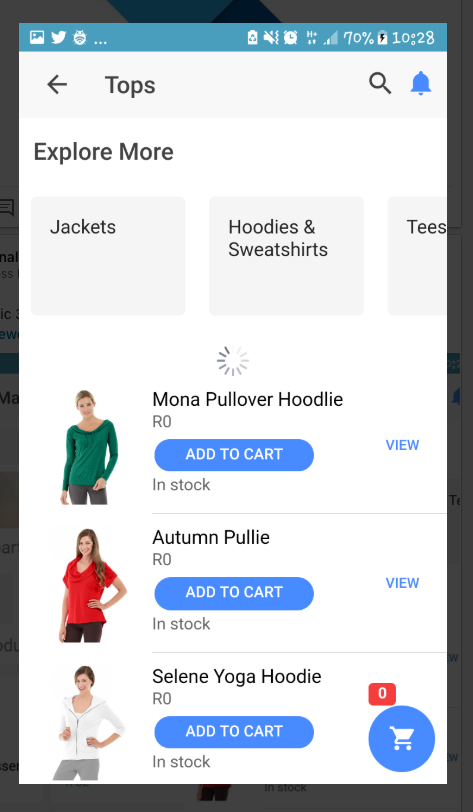 ... 70% 10:28
Tops
Explore More
Jackets
Hoodies &
Sweatshirts
Tees
Mona Pullover Hoodlie
R0
ADD TO CART
VIEW
In stock
Autumn Pullie
R0
ADD TO CART
VIEW
In stock
Selene Yoga Hoodie
R0
0
ADD TO CART
In stock
In stock